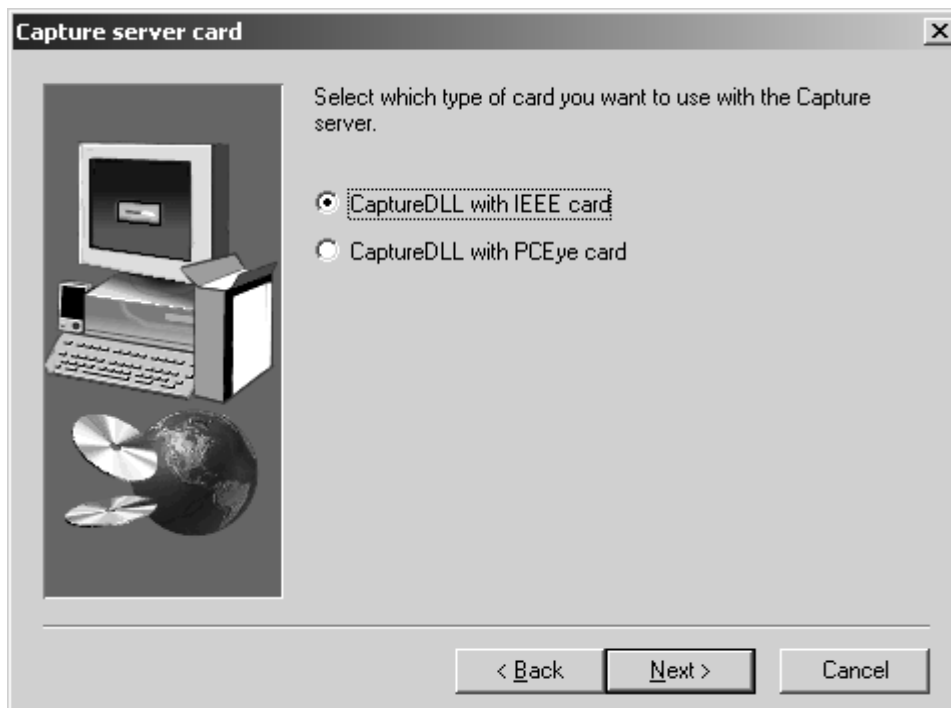 Capture server card
Select which type of card you want to use with the Capture
server.
CaptureDLL with IEEE card
CaptureDLL with PCEye card
< Back
Next >
Cancel